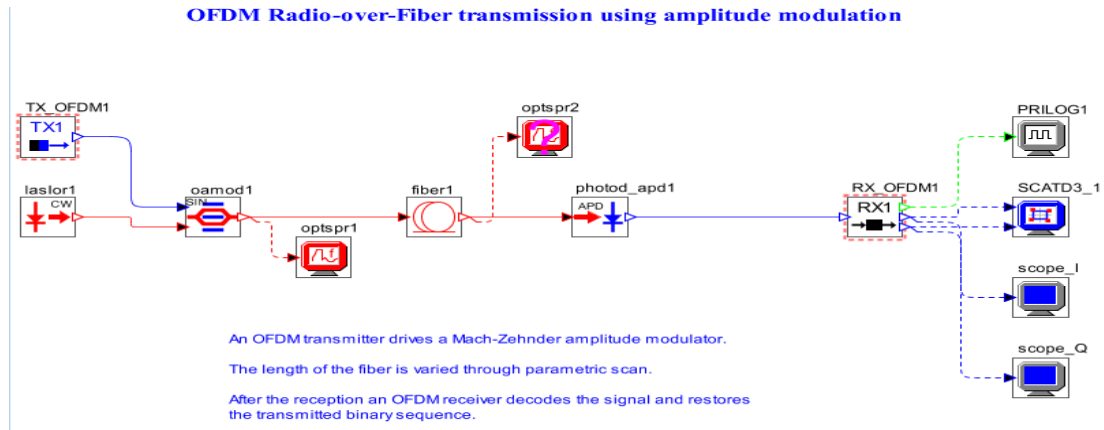 OFDM Radio-over-Fiber transmission using amplitude modulation
optspr2
PRILOG1
TX_OFDM1
TX1
laslor1
CW
oamod1
SIN
fiber1
photod_apd1
APD
RX_OFDM1
RX1
SCATD3_1
optspr1
f
?
scope_I
scope_Q
An OFDM transmitter drives a Mach-Zehnder amplitude modulator.
The length of the fiber is varied through parametric scan.
After the reception an OFDM receiver decodes the signal and restores
the transmitted binary sequence.